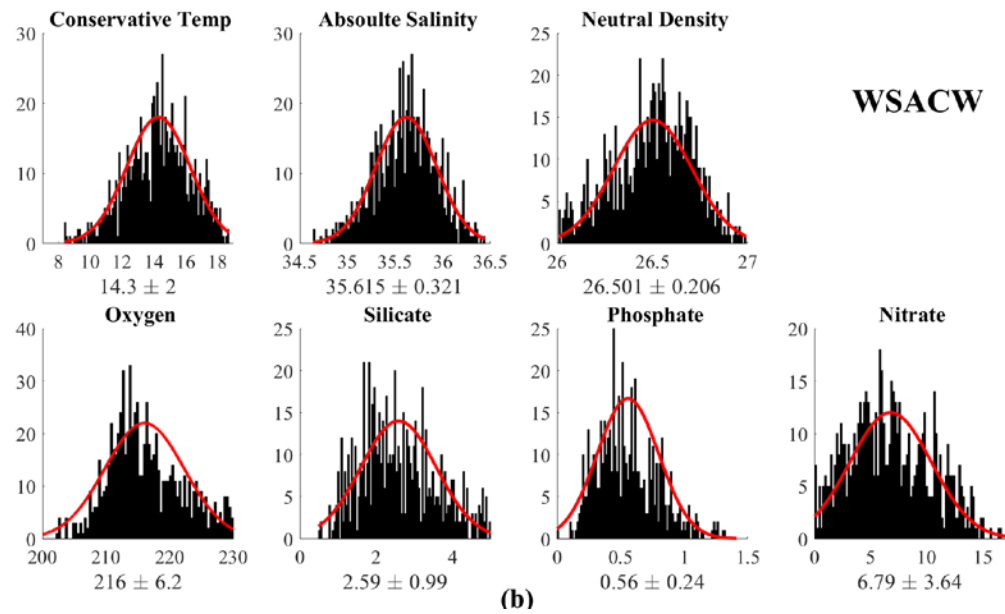 Conservative Temp
30
20
10
0
8 10 12 14 16 18
14.3 ± 2
Absoulte Salinity
30
20
10
0
34.5 35 35.5 36 36.5
35.615 ± 0.321
Neutral Density
25
20
15
10
5
0
26 26.5 27
26.501 ± 0.206
WSACW
Oxygen
40
30
20
10
0
200 210 220 230
216 ± 6.2
Silicate
25
20
15
10
5
0
0 2 4
2.59 ± 0.99
Phosphate
25
20
15
10
5
0
0 0.5 1 1.5
0.56 ± 0.24
Nitrate
20
15
10
5
0
0 5 10 15
6.79 ± 3.64
(b)